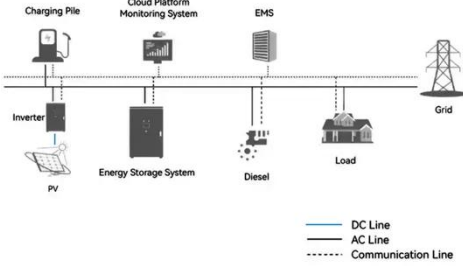 Cloud Platform
Charging Pile
Monitoring System
EMS
Inverter
Grid
PV
Energy Storage System
Diesel
Load
DC Line
AC Line
Communication Line